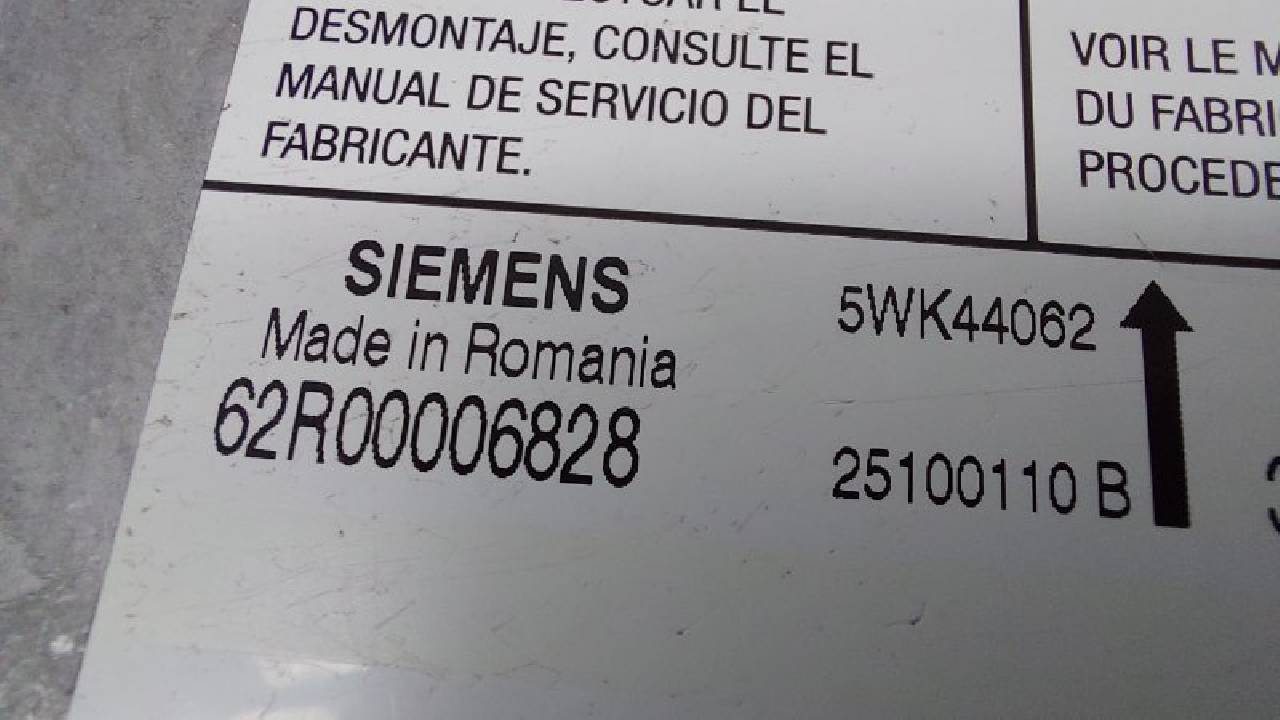 EL
DESMONTAJE, CONSULTE EL
MANUAL DE SERVICIO DEL
FABRICANTE.
VOIR LE M
DU FABRI
PROCEDE
SIEMENS
Made in Romania
62R00006828
5WK44062
25100110 B